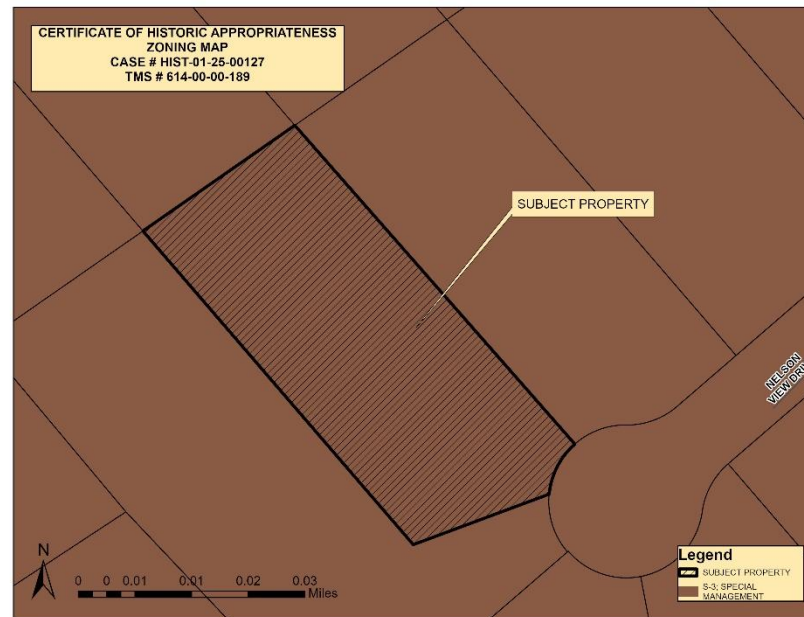 CERTIFICATE OF HISTORIC APPROPRIATENESS
ZONING MAP
CASE # HIST-01-25-00127
TMS # 614-00-00-189
SUBJECT PROPERTY
NELSON
VIEW DRI
N
0 0 0.01 0.01 0.02 0.03
Miles
Legend
SUBJECT PROPERTY
S-3; SPECIAL
MANAGEMENT